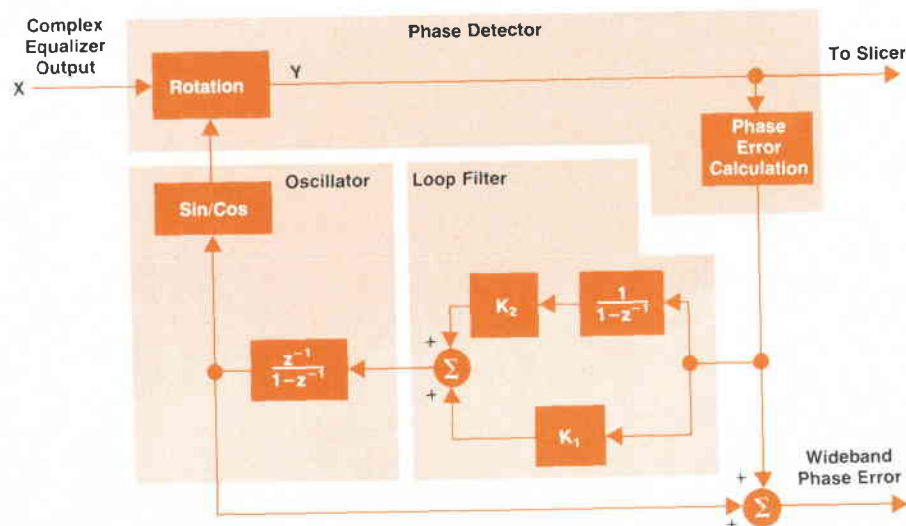 Complex
Equalizer
Output
X
Phase Detector
Rotation
Y
To Slicer
Phase
Error
Calculation
Oscillator
Loop Filter
Sin/Cos
K₂
1
1−z⁻¹
z⁻¹
1−z⁻¹
+
Σ
+
K₁
Wideband
Phase Error
+
Σ
+